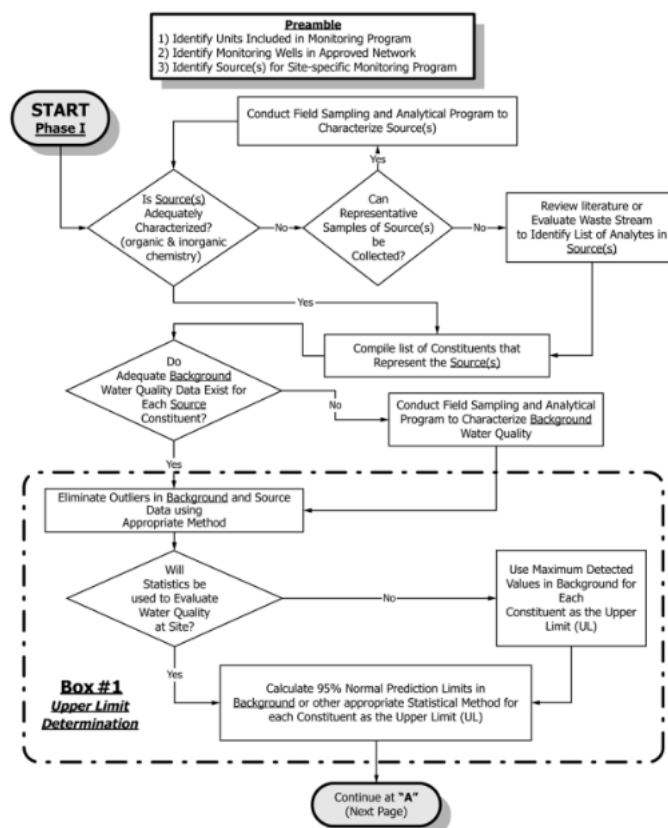 Preamble
1) Identify Units Included in Monitoring Program
2) Identify Monitoring Wells in Approved Network
3) Identify Source(s) for Site-specific Monitoring Program
START
Phase I
Conduct Field Sampling and Analytical Program to
Characterize Source(s)
Yes
Is Source(s)
Adequately
Characterized?
(organic & inorganic
chemistry)
No
Can
Representative
Samples of Source(s)
be
Collected?
No
Review literature or
Evaluate Waste Stream
to Identify List of Analytes in
Source(s)
Yes
Compile list of Constituents that
Represent the Source(s)
Do
Adequate Background
Water Quality Data Exist for
Each Source
Constituent?
No
Conduct Field Sampling and Analytical
Program to Characterize Background
Water Quality
Yes
Eliminate Outliers in Background and Source
Data using
Appropriate Method
Will
Statistics be
used to Evaluate
Water Quality
at Site?
No
Use Maximum Detected
Values in Background for
Each
Constituent as the Upper
Limit (UL)
Yes
Box #1
Upper Limit
Determination
Calculate 95% Normal Prediction Limits in
Background or other appropriate Statistical Method for
each Constituent as the Upper Limit (UL)
Continue at "A"
(Next Page)